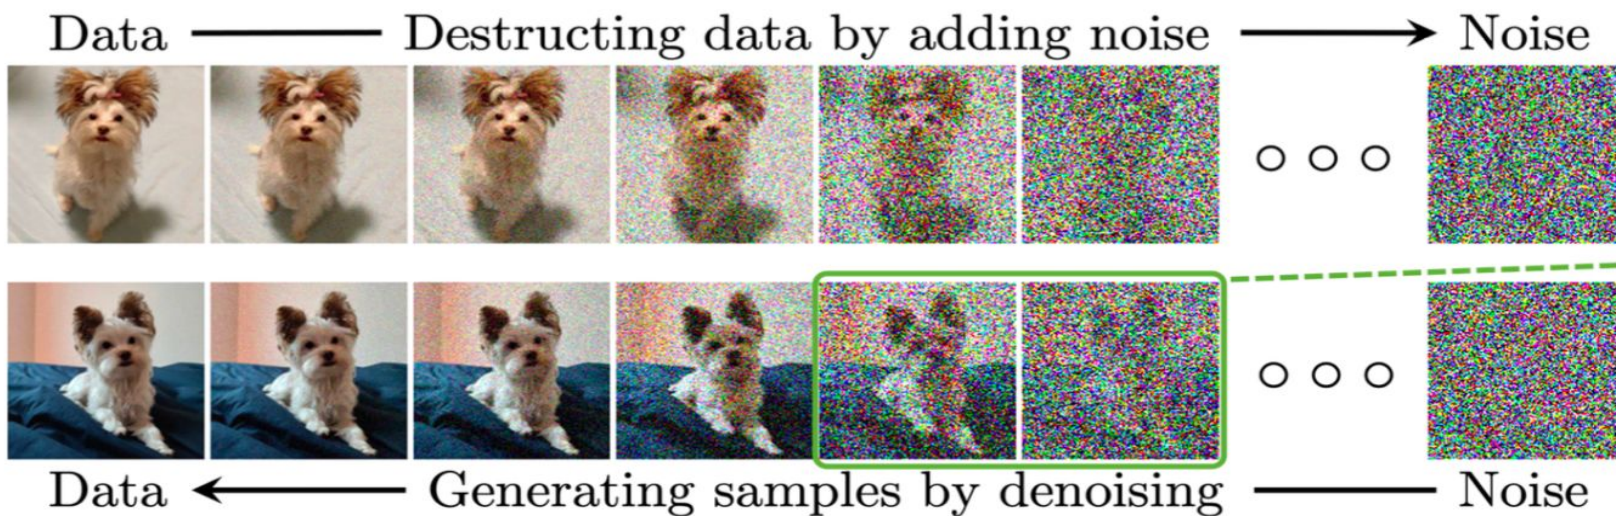 Data Destructing data by adding noise Noise
Data Generating samples by denoising Noise